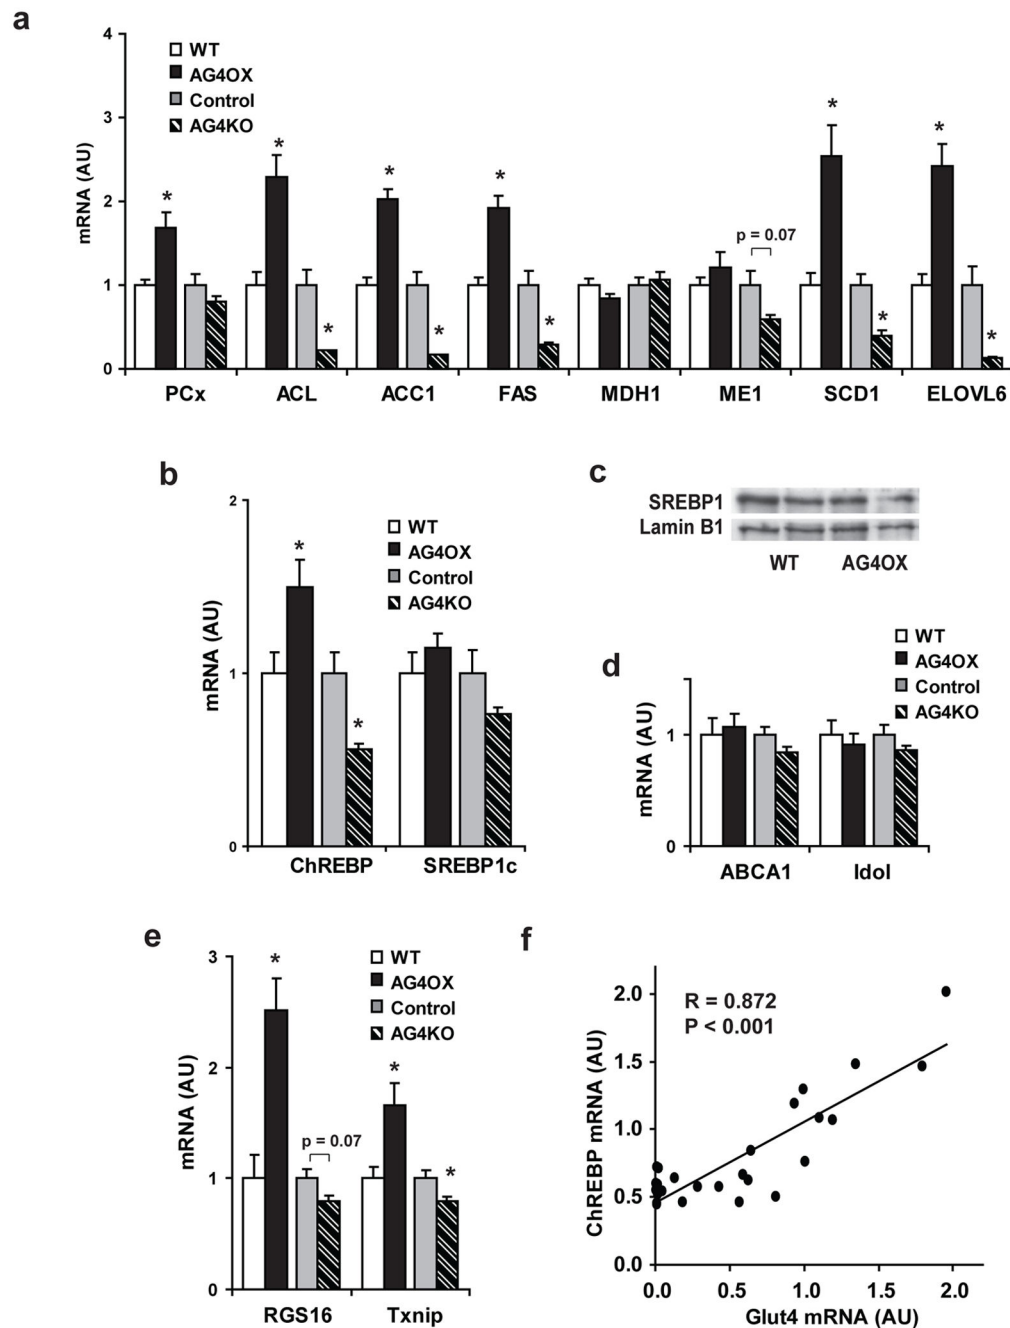 a
4
3
2
1
0
mRNA (AU)
WT
AG4OX
Control
AG4KO
* * * * * * * * * * *
p = 0.07
PCx ACL ACC1 FAS MDH1 ME1 SCD1 ELOVL6
b
2
1
0
mRNA (AU)
WT
AG4OX
Control
AG4KO
* *
ChREBP SREBP1c
c
SREBP1
Lamin B1
WT AG4OX
d
1
0
mRNA (AU)
WT
AG4OX
Control
AG4KO
ABCA1 Idol
e
3
2
1
0
mRNA (AU)
WT
AG4OX
Control
AG4KO
* * *
p = 0.07
RGS16 Txnip
f
2.0
1.5
1.0
0.5
0.0
ChREBP mRNA (AU)
R = 0.872
P < 0.001
0.0 0.5 1.0 1.5 2.0
Glut4 mRNA (AU)